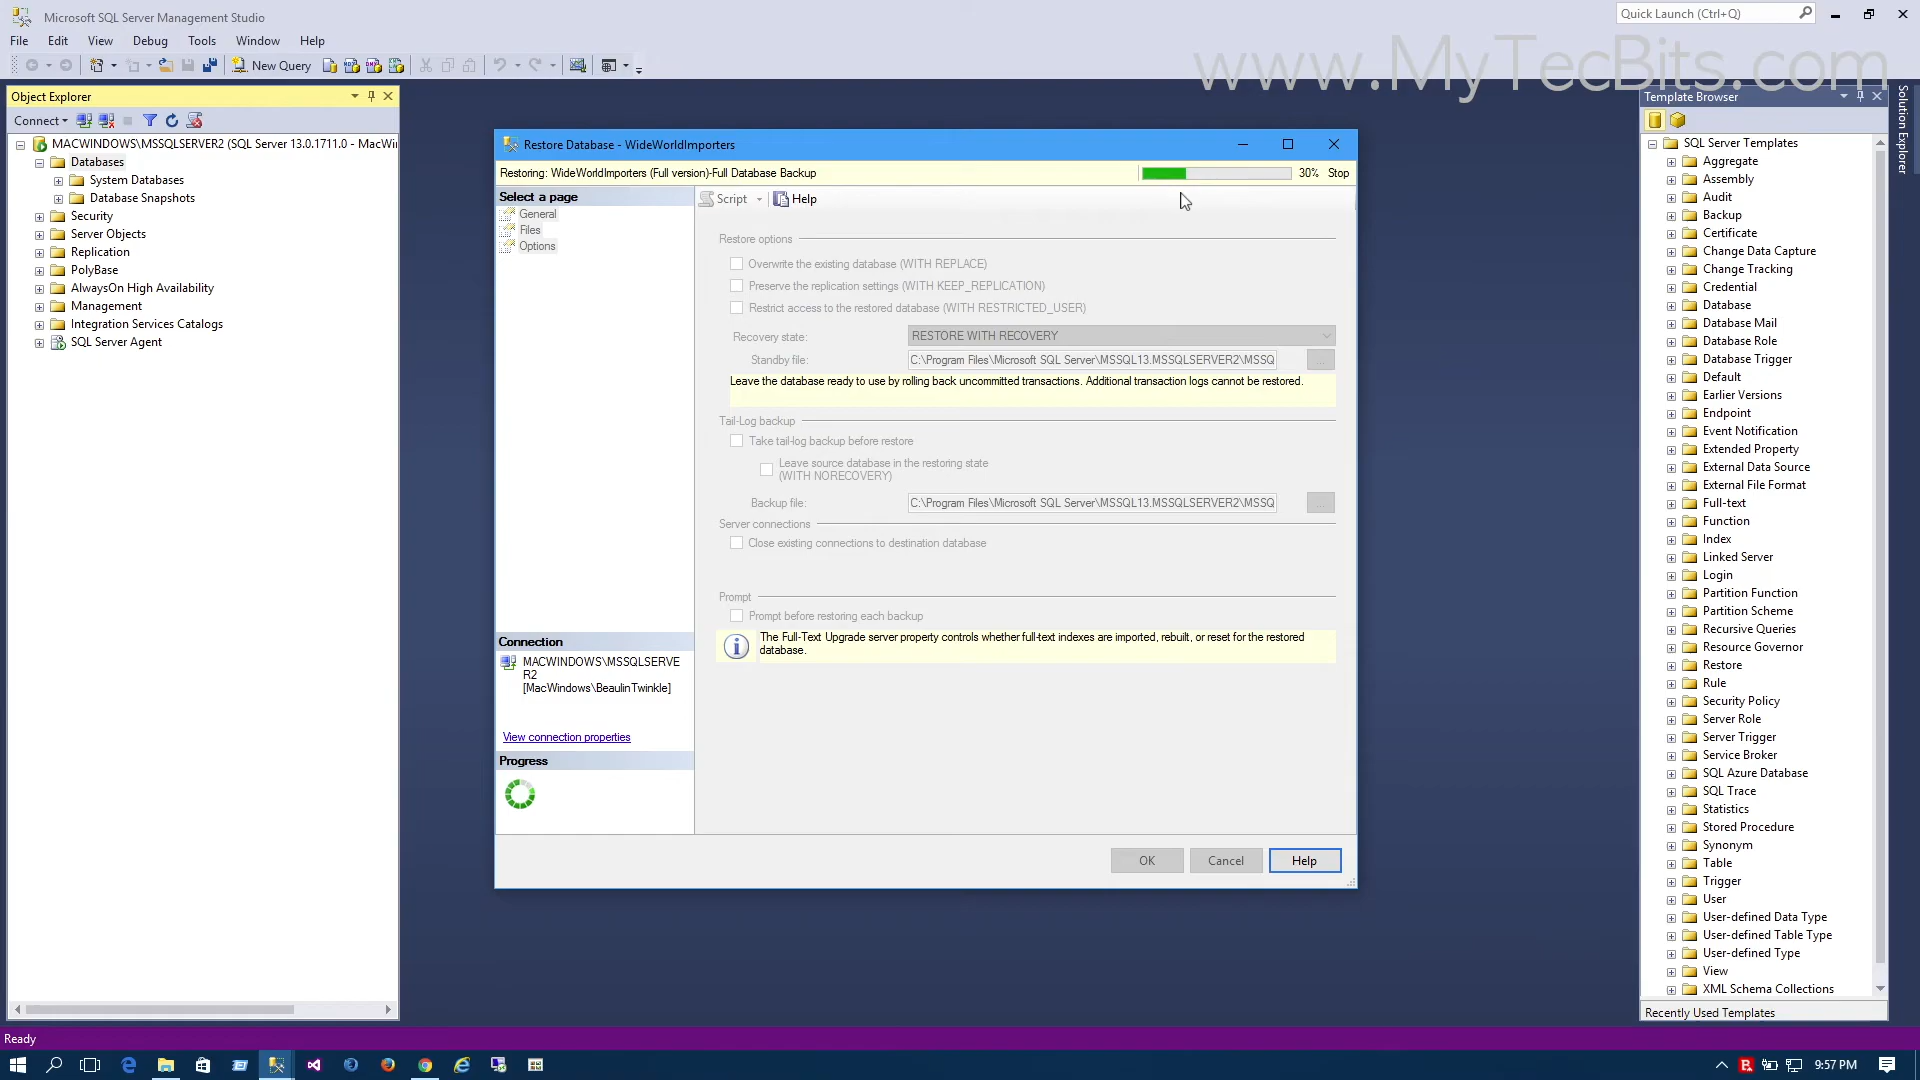 Microsoft SQL Server Management Studio
Quick Launch (Ctrl+Q)
File Edit View Debug Tools Window Help
www.MyTecBits.com
New Query
Object Explorer
Connect
MACWINDOWS\MSSQLSERVER2 (SQL Server 13.0.1711.0 - MacWi
Databases
System Databases
Database Snapshots
Security
Server Objects
Replication
PolyBase
AlwaysOn High Availability
Management
Integration Services Catalogs
SQL Server Agent
Restore Database - WideWorldImporters
Restoring: WideWorldImporters (Full version)-Full Database Backup
30% Stop
Select a page
General
Files
Options
Script Help
Restore options
Overwrite the existing database (WITH REPLACE)
Preserve the replication settings (WITH KEEP_REPLICATION)
Restrict access to the restored database (WITH RESTRICTED_USER)
Recovery state: RESTORE WITH RECOVERY
Standby file: C:\Program Files\Microsoft SQL Server\MSSQL13.MSSQLSERVER2\MSSQ ...
Leave the database ready to use by rolling back uncommitted transactions. Additional transaction logs cannot be restored.
Tail-Log backup
Take tail-log backup before restore
Leave source database in the restoring state
(WITH NORECOVERY)
Backup file: C:\Program Files\Microsoft SQL Server\MSSQL13.MSSQLSERVER2\MSSQ ...
Server connections
Close existing connections to destination database
Prompt
Prompt before restoring each backup
The Full-Text Upgrade server property controls whether full-text indexes are imported, rebuilt, or reset for the restored
database.
Connection
MACWINDOWS\MSSQLSERVE
R2
[MacWindows\BeaulinTwinkle]
View connection properties
Progress
OK Cancel Help
Template Browser
Solution Explorer
SQL Server Templates
Aggregate
Assembly
Audit
Backup
Certificate
Change Data Capture
Change Tracking
Credential
Database
Database Mail
Database Role
Database Trigger
Default
Earlier Versions
Endpoint
Event Notification
Extended Property
External Data Source
External File Format
Full-text
Function
Index
Linked Server
Login
Partition Function
Partition Scheme
Recursive Queries
Resource Governor
Restore
Rule
Security Policy
Server Role
Server Trigger
Service Broker
SQL Azure Database
SQL Trace
Statistics
Stored Procedure
Synonym
Table
Trigger
User
User-defined Data Type
User-defined Table Type
User-defined Type
View
XML Schema Collections
Recently Used Templates
Ready
9:57 PM